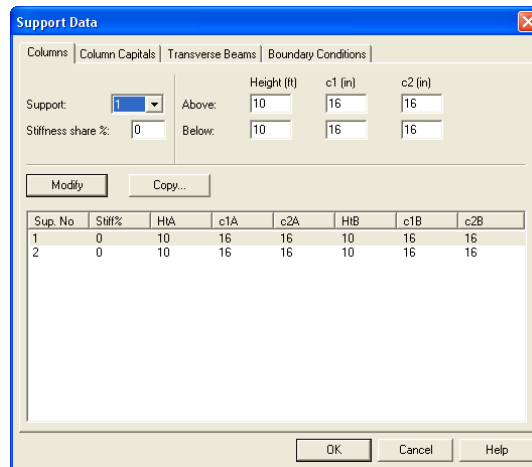 Support Data
Columns Column Capitals Transverse Beams Boundary Conditions
Height (ft) c1 (in) c2 (in)
Support: 1 Above: 10 16 16
Stiffness share %: 0 Below: 10 16 16
Modify Copy...
Sup. No Stiff% HtA c1A c2A HtB c1B c2B
1 0 10 16 16 10 16 16
2 0 10 16 16 10 16 16
OK Cancel Help